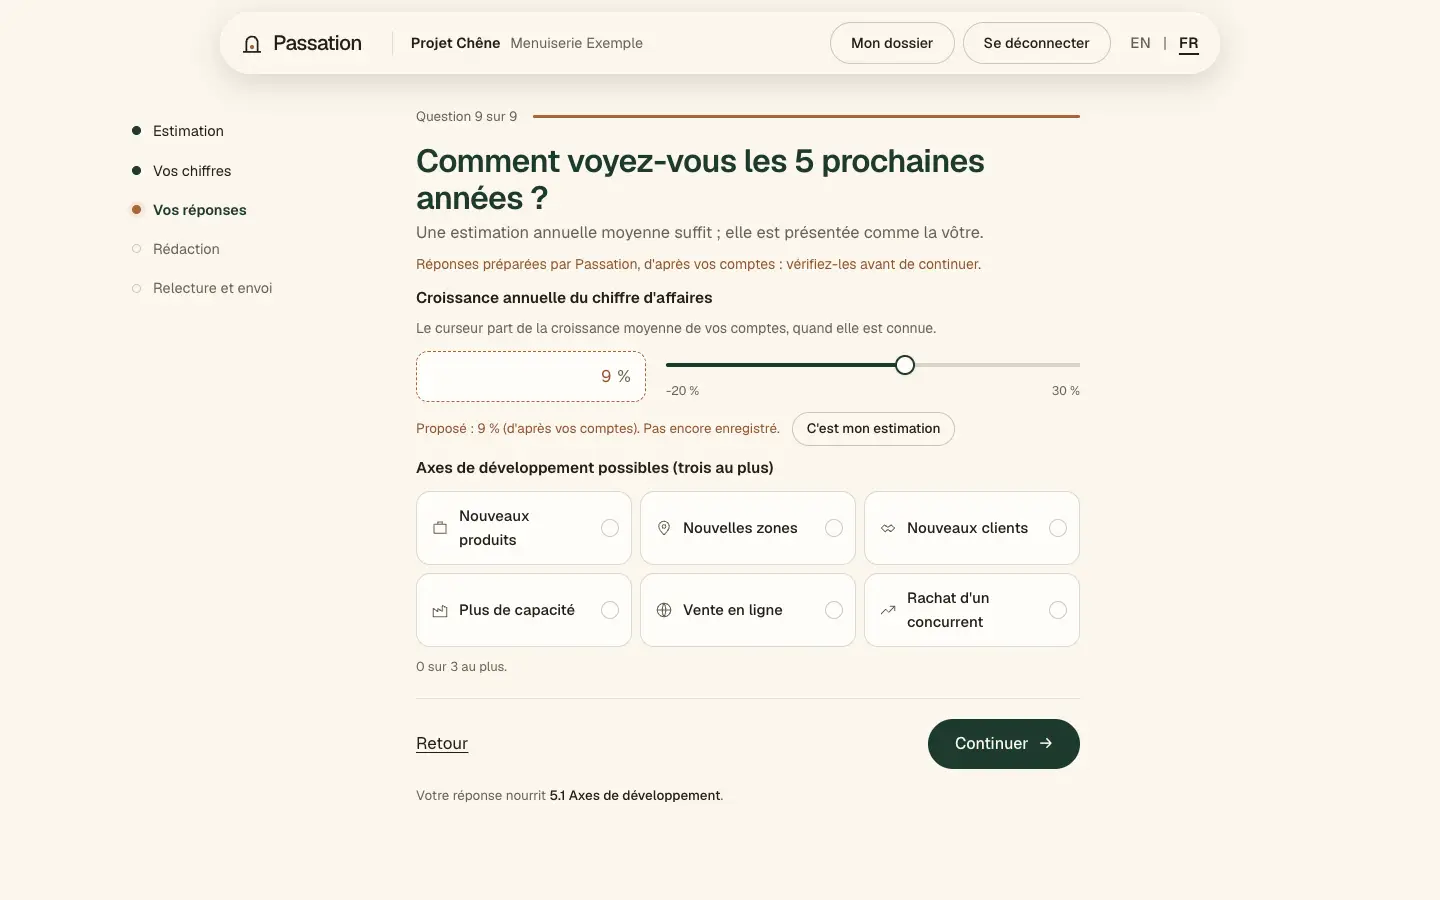 Passation
Projet Chêne Menuiserie Exemple
Mon dossier
Se déconnecter
EN | FR
Estimation
Vos chiffres
Vos réponses
Rédaction
Relecture et envoi
Question 9 sur 9
Comment voyez-vous les 5 prochaines
années ?
Une estimation annuelle moyenne suffit ; elle est présentée comme la vôtre.
Réponses préparées par Passation, d'après vos comptes : vérifiez-les avant de continuer.
Croissance annuelle du chiffre d'affaires
Le curseur part de la croissance moyenne de vos comptes, quand elle est connue.
9 %
-20 %
30 %
Proposé : 9 % (d'après vos comptes). Pas encore enregistré.
C'est mon estimation
Axes de développement possibles (trois au plus)
Nouveaux
produits
Nouvelles zones
Nouveaux clients
Plus de capacité
Vente en ligne
Rachat d'un
concurrent
0 sur 3 au plus.
Retour
Continuer →
Votre réponse nourrit 5.1 Axes de développement.